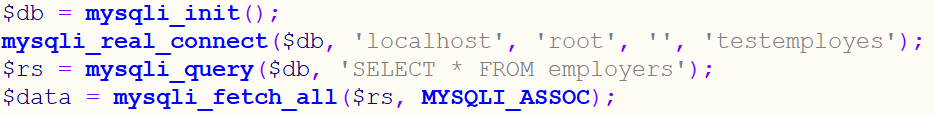 $db = mysqli_init();
mysqli_real_connect($db, 'localhost', 'root', '', 'testemployes');
$rs = mysqli_query($db, 'SELECT * FROM employers');
$data = mysqli_fetch_all($rs, MYSQLI_ASSOC);